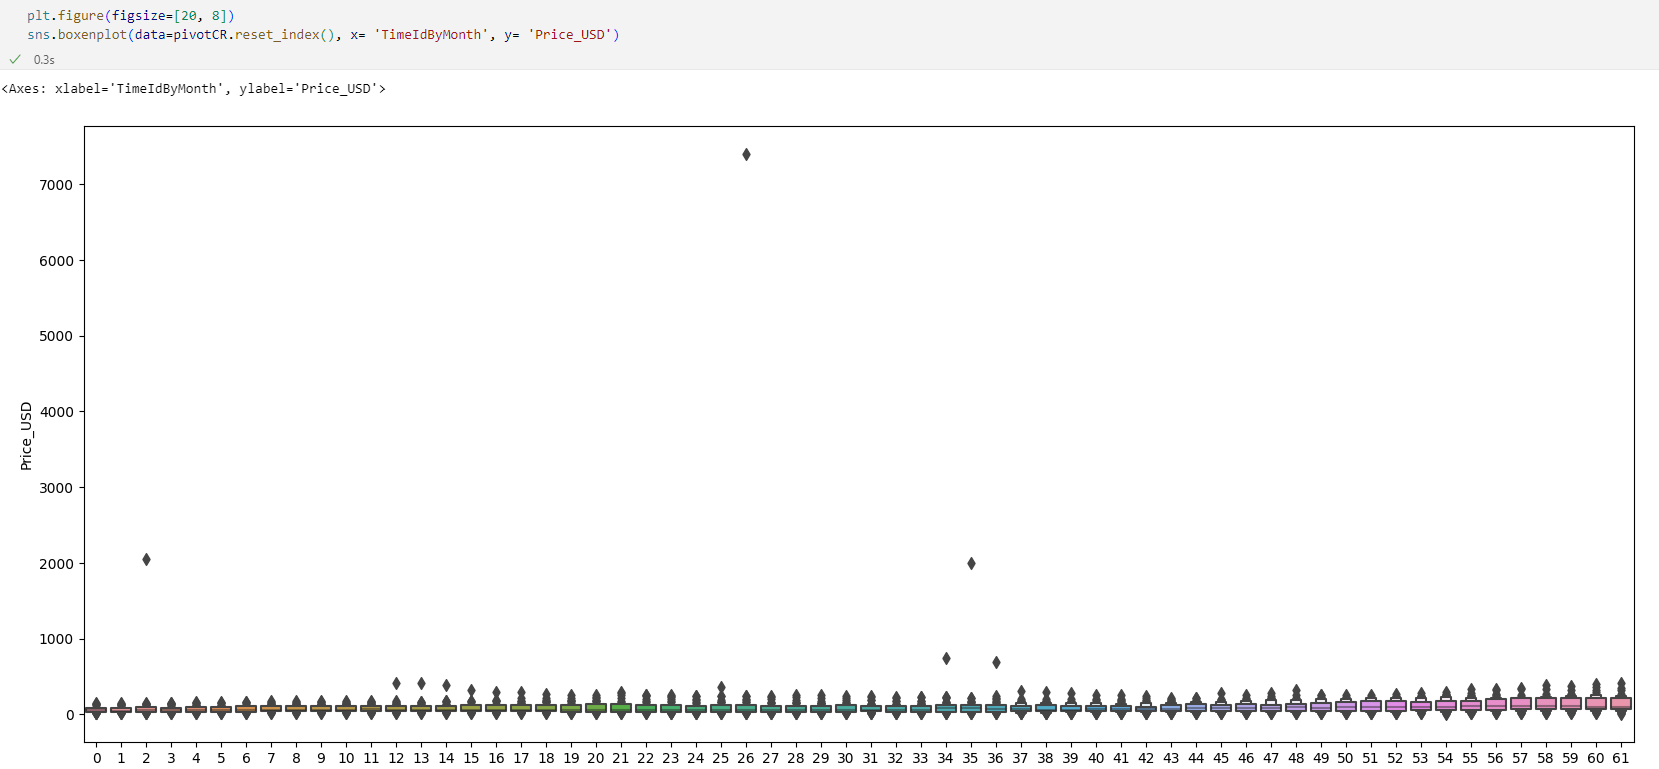 plt.figure(figsize=[20, 8])
sns.boxenplot(data=pivotCR.reset_index(), x= 'TimeIdByMonth', y= 'Price_USD')
0.3s
<Axes: xlabel='TimeIdByMonth', ylabel='Price_USD'>
7000
6000
5000
4000
3000
2000
1000
0
Price_USD
0 1 2 3 4 5 6 7 8 9 10 11 12 13 14 15 16 17 18 19 20 21 22 23 24 25 26 27 28 29 30 31 32 33 34 35 36 37 38 39 40 41 42 43 44 45 46 47 48 49 50 51 52 53 54 55 56 57 58 59 60 61